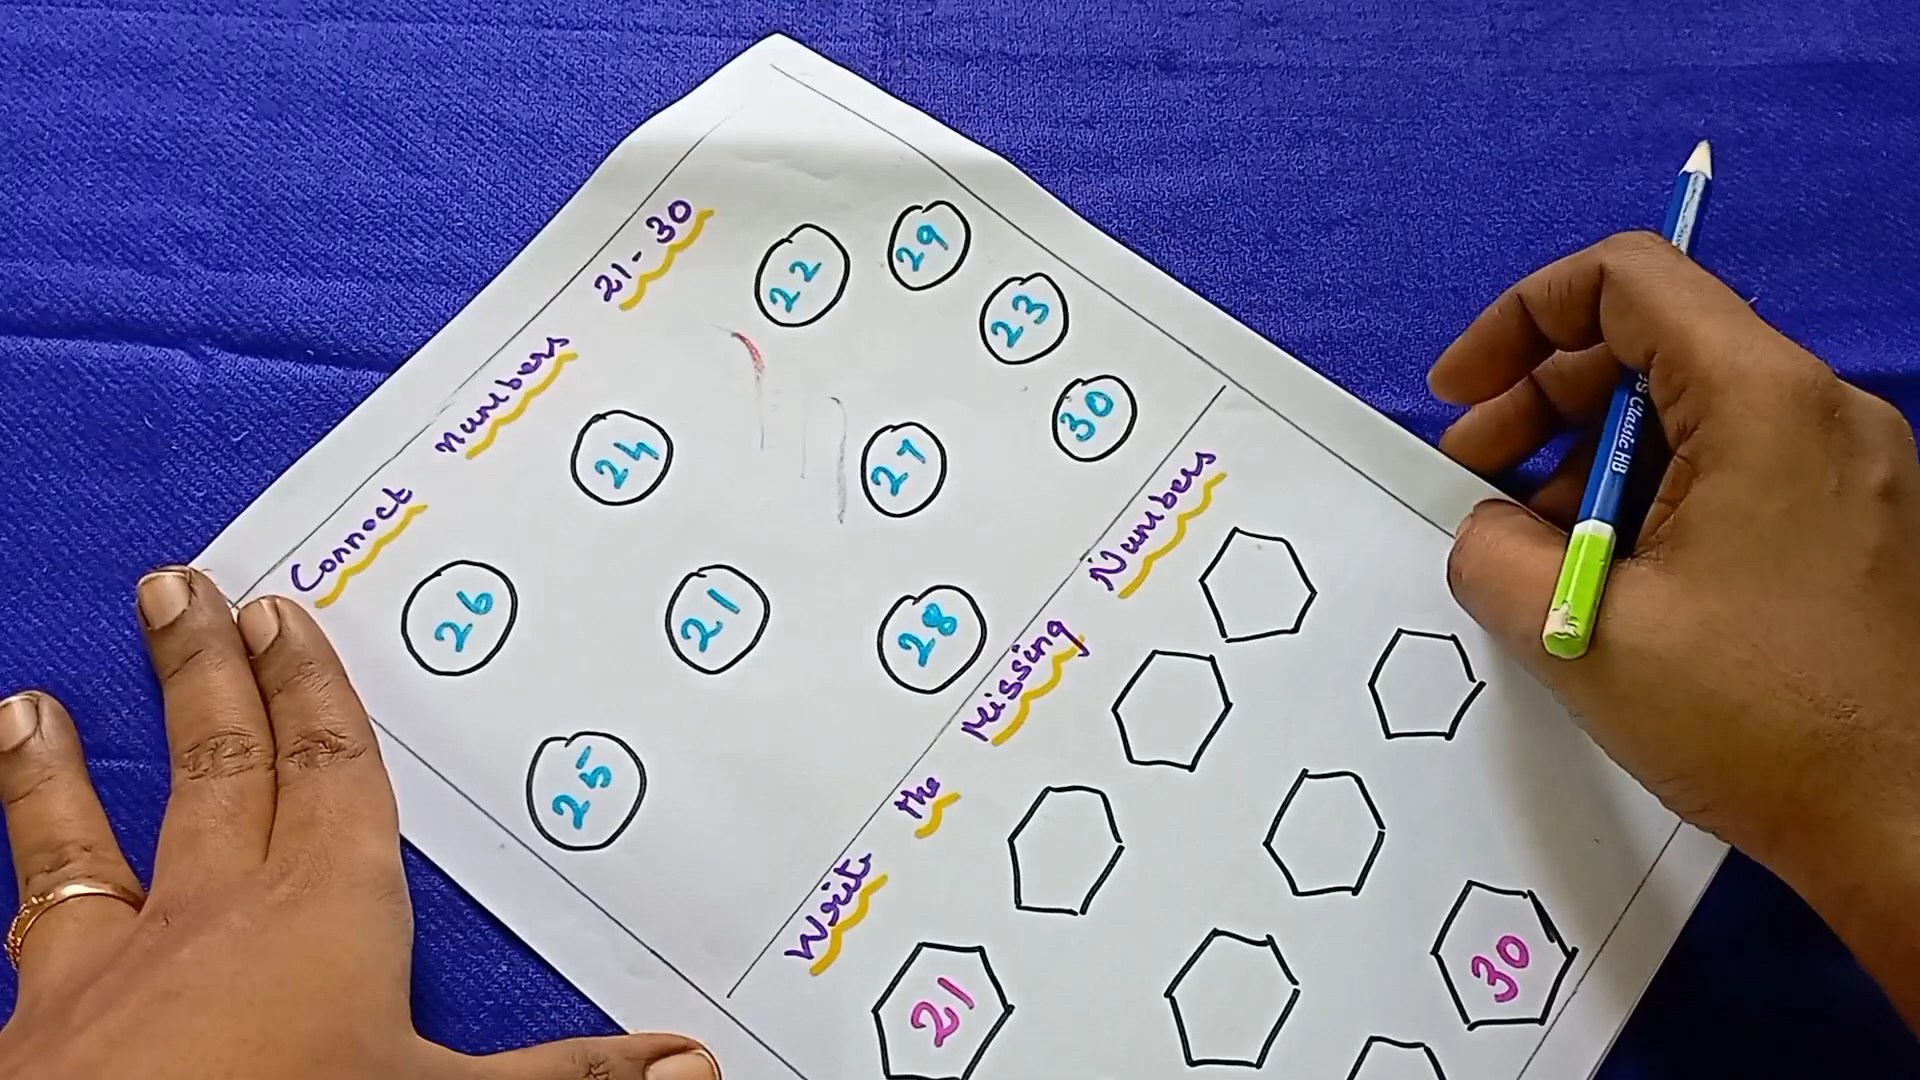 Connect Numbers 21-30
22 29
23
24 27 30
26 21 28
25
Write the Missing Numbers
21 30
Classic HB